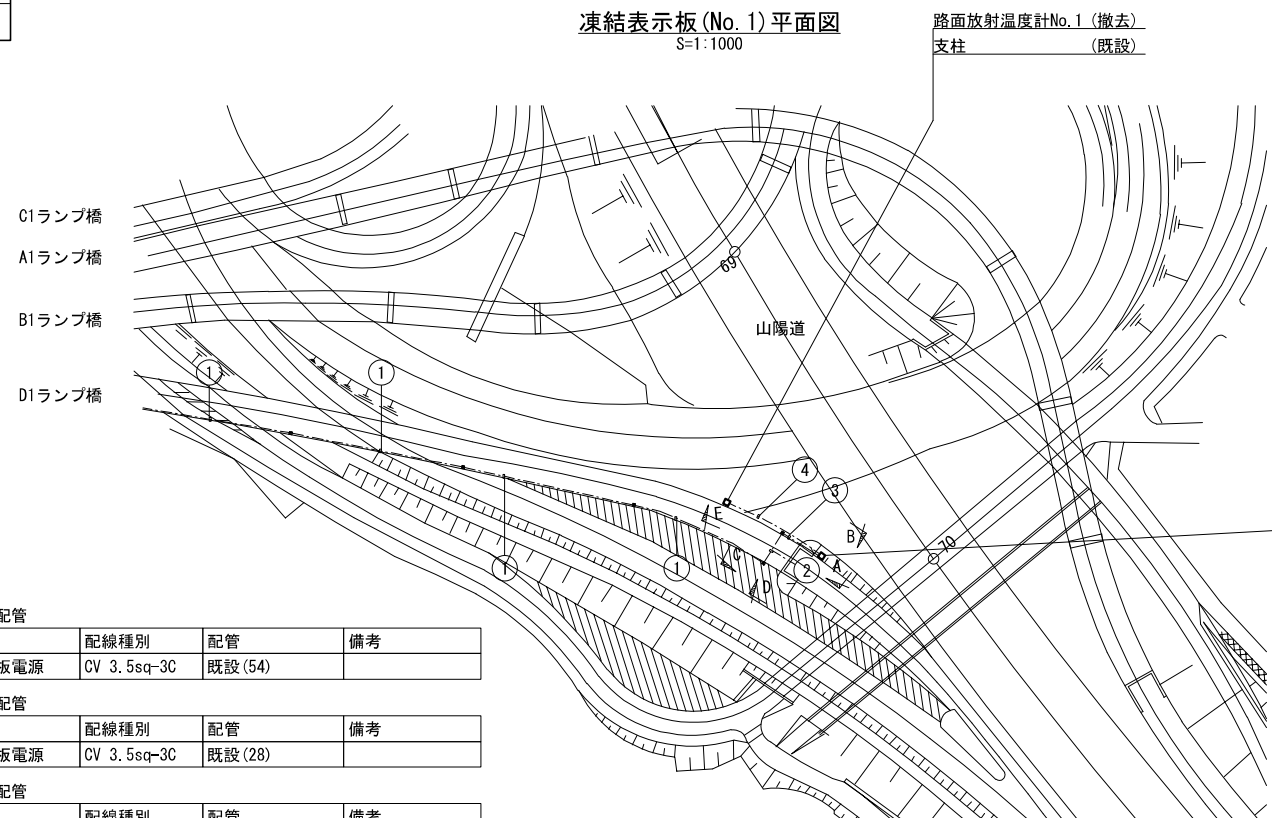 凍結表示板(No.1)平面図
S=1:1000
路面放射温度計No.1(撤去)
支柱 (既設)
C1ランプ橋
A1ランプ橋
B1ランプ橋
D1ランプ橋
69
山陽道
1
1
4
3
E
B
70
C
A
1
1
2
D
配管
配線種別 配管 備考
板電源 CV 3.5sq-3C 既設(54)
配管
配線種別 配管 備考
板電源 CV 3.5sq-3C 既設(28)
配管
配線種別 配管 備考